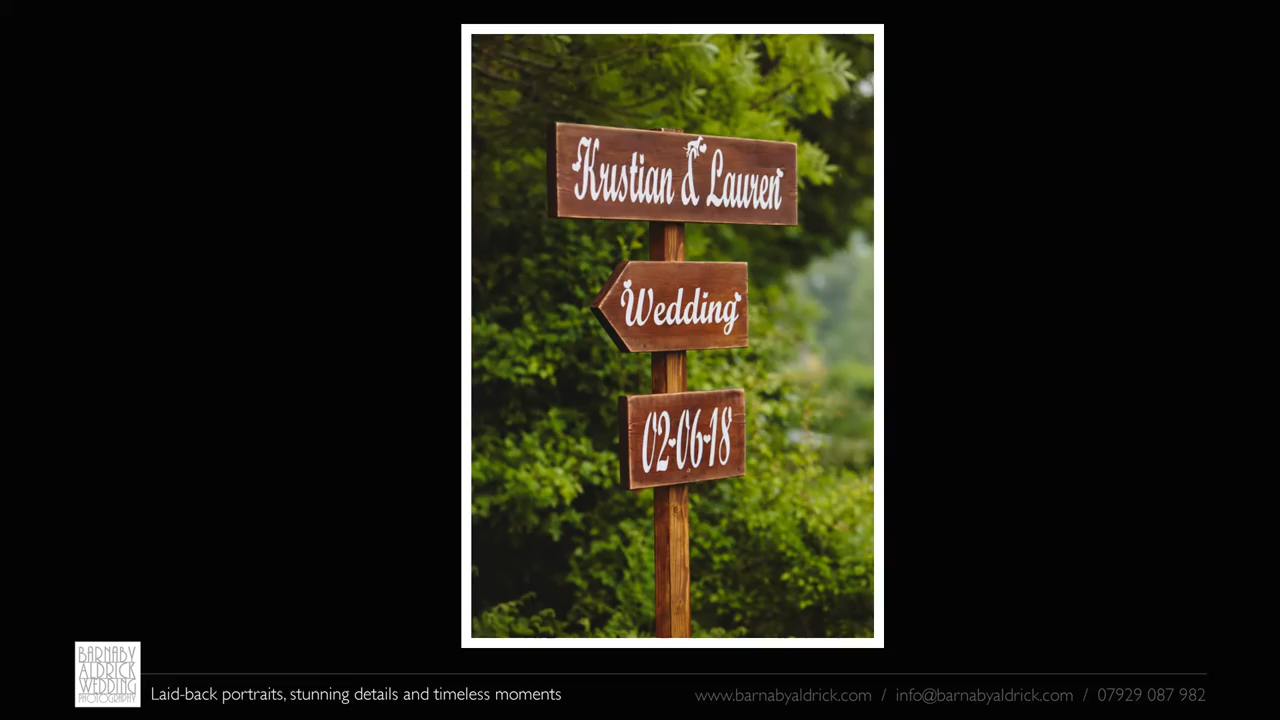 Kristian & Lauren
Wedding
02-06-18
BARNABY
ALDRICK
WEDDING
PHOTOGRAPHY
Laid-back portraits, stunning details and timeless moments
www.barnabyaldrick.com / info@barnabyaldrick.com / 07929 087 982